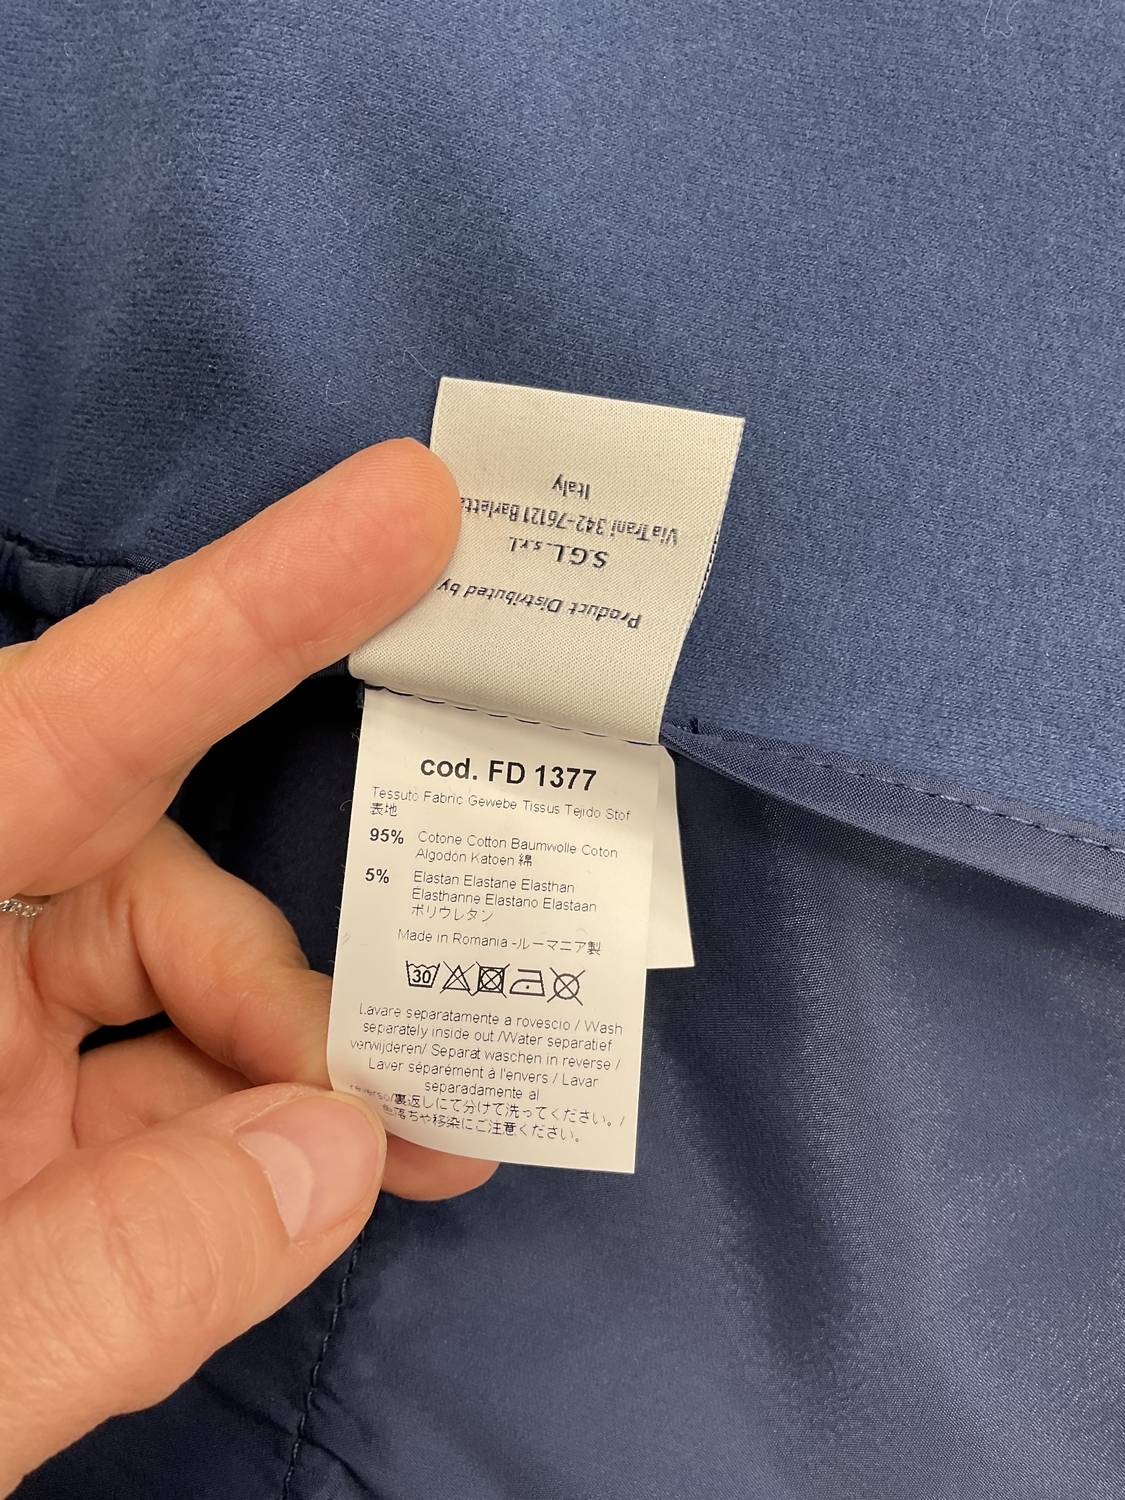 Product Distributed by
S.G.L. s.r.l.
Via Trani 342-76121 Barletta
Italy
cod. FD 1377
Tessuto Fabric Gewebe Tissus Tejido Stof
表地
95% Cotone Cotton Baumwolle Coton
Algodón Katoen 綿
5% Elastan Elastane Elasthan
Élasthanne Elastano Elastaan
ポリウレタン
Made in Romania -ルーマニア製
30
Lavare separatamente a rovescio / Wash
separately inside out /Water separatief
verwijderen/ Separat waschen in reverse /
Laver séparément à l'envers / Lavar
separadamente al
reverso/裏返しにて分けて洗ってください。/
色落ちや移染にご注意ください。